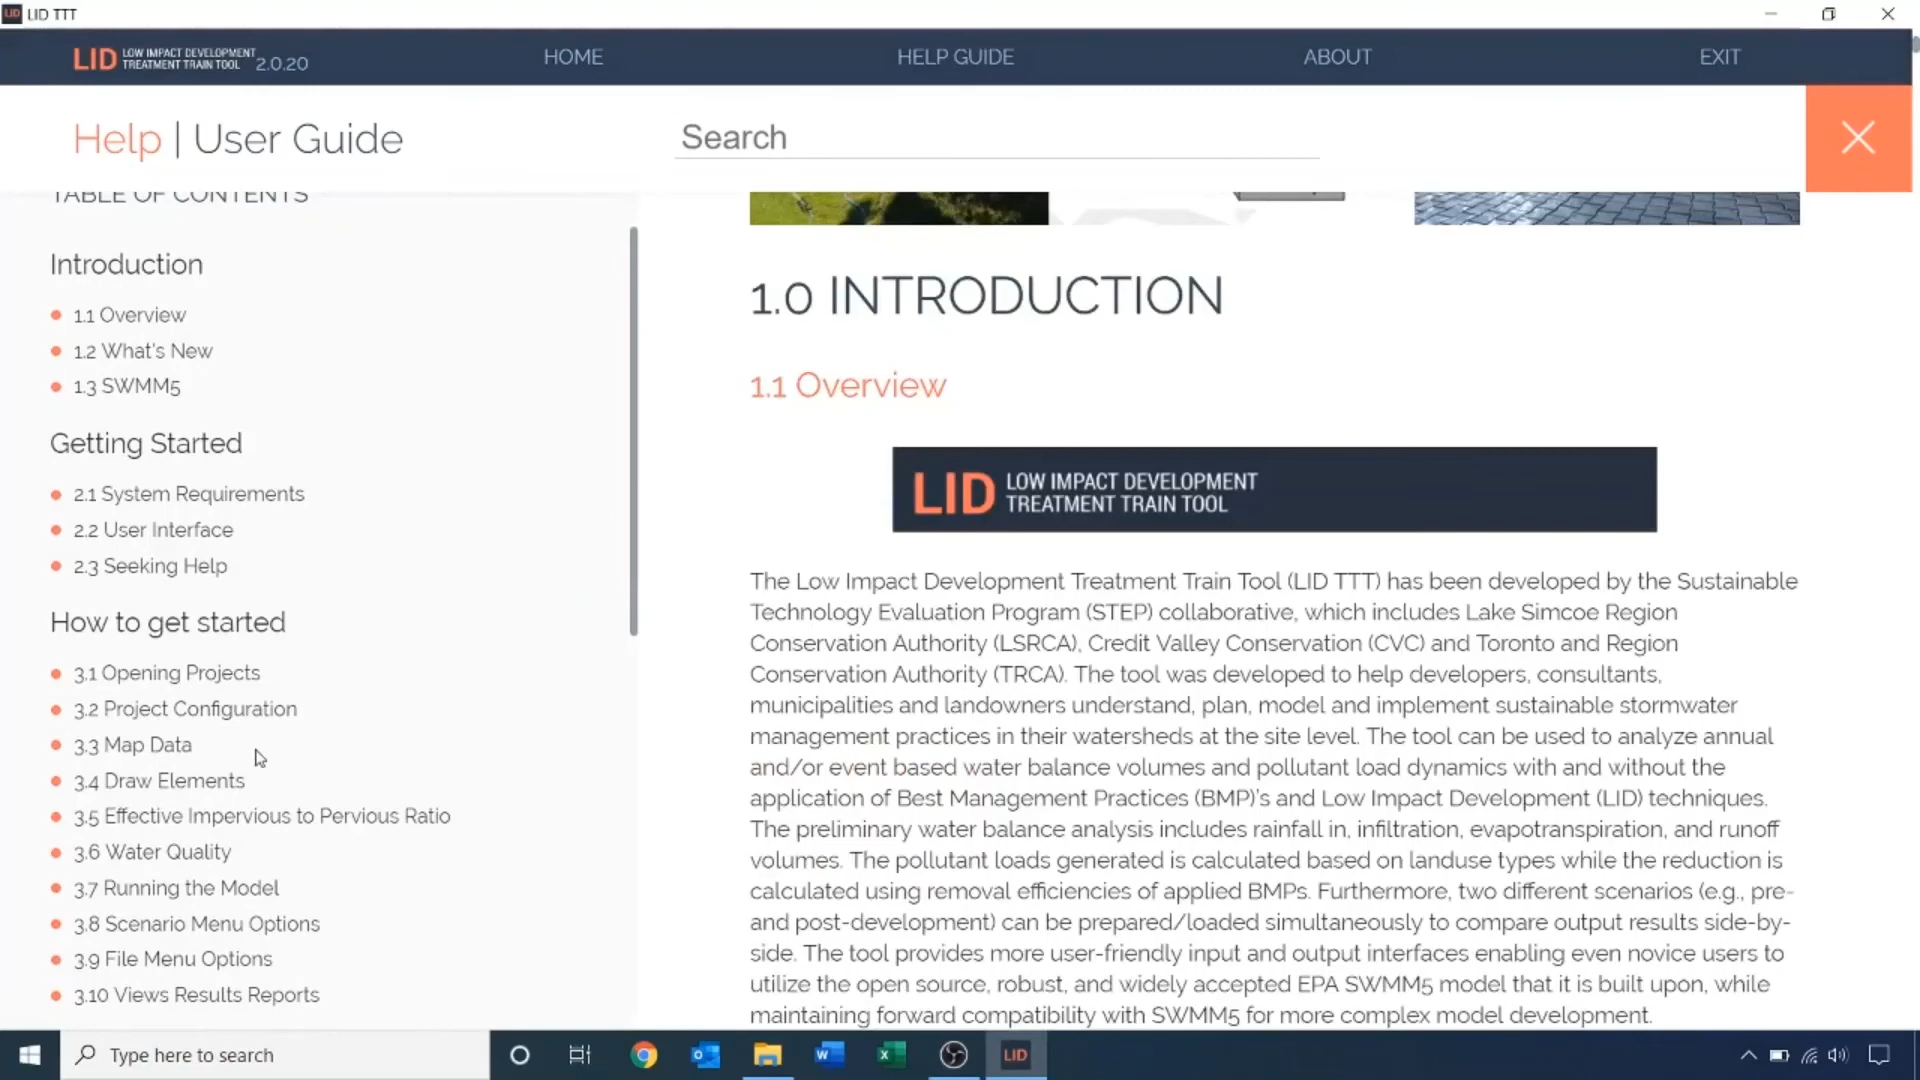 LID TTT
LID LOW IMPACT DEVELOPMENT
TREATMENT TRAIN TOOL 2.0.20
HOME
HELP GUIDE
ABOUT
EXIT
Help | User Guide
Search
TABLE OF CONTENTS
Introduction
1.1 Overview
1.2 What's New
1.3 SWMM5
Getting Started
2.1 System Requirements
2.2 User Interface
2.3 Seeking Help
How to get started
3.1 Opening Projects
3.2 Project Configuration
3.3 Map Data
3.4 Draw Elements
3.5 Effective Impervious to Pervious Ratio
3.6 Water Quality
3.7 Running the Model
3.8 Scenario Menu Options
3.9 File Menu Options
3.10 Views Results Reports
1.0 INTRODUCTION
1.1 Overview
LID LOW IMPACT DEVELOPMENT
TREATMENT TRAIN TOOL
The Low Impact Development Treatment Train Tool (LID TTT) has been developed by the Sustainable
Technology Evaluation Program (STEP) collaborative, which includes Lake Simcoe Region
Conservation Authority (LSRCA), Credit Valley Conservation (CVC) and Toronto and Region
Conservation Authority (TRCA). The tool was developed to help developers, consultants,
municipalities and landowners understand, plan, model and implement sustainable stormwater
management practices in their watersheds at the site level. The tool can be used to analyze annual
and/or event based water balance volumes and pollutant load dynamics with and without the
application of Best Management Practices (BMP)'s and Low Impact Development (LID) techniques.
The preliminary water balance analysis includes rainfall in, infiltration, evapotranspiration, and runoff
volumes. The pollutant loads generated is calculated based on landuse types while the reduction is
calculated using removal efficiencies of applied BMPs. Furthermore, two different scenarios (e.g., pre-
and post-development) can be prepared/loaded simultaneously to compare output results side-by-
side. The tool provides more user-friendly input and output interfaces enabling even novice users to
utilize the open source, robust, and widely accepted EPA SWMM5 model that it is built upon, while
maintaining forward compatibility with SWMM5 for more complex model development.
Type here to search
LID